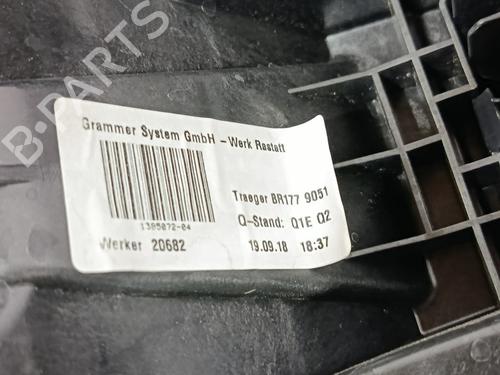 B-PARTS
Grammer System GmbH - Werk Rastatt
Traeger BR177 9051
1305072-04
Q-Stand: Q1E Q2
Werker 20682
19.09.18 18:37